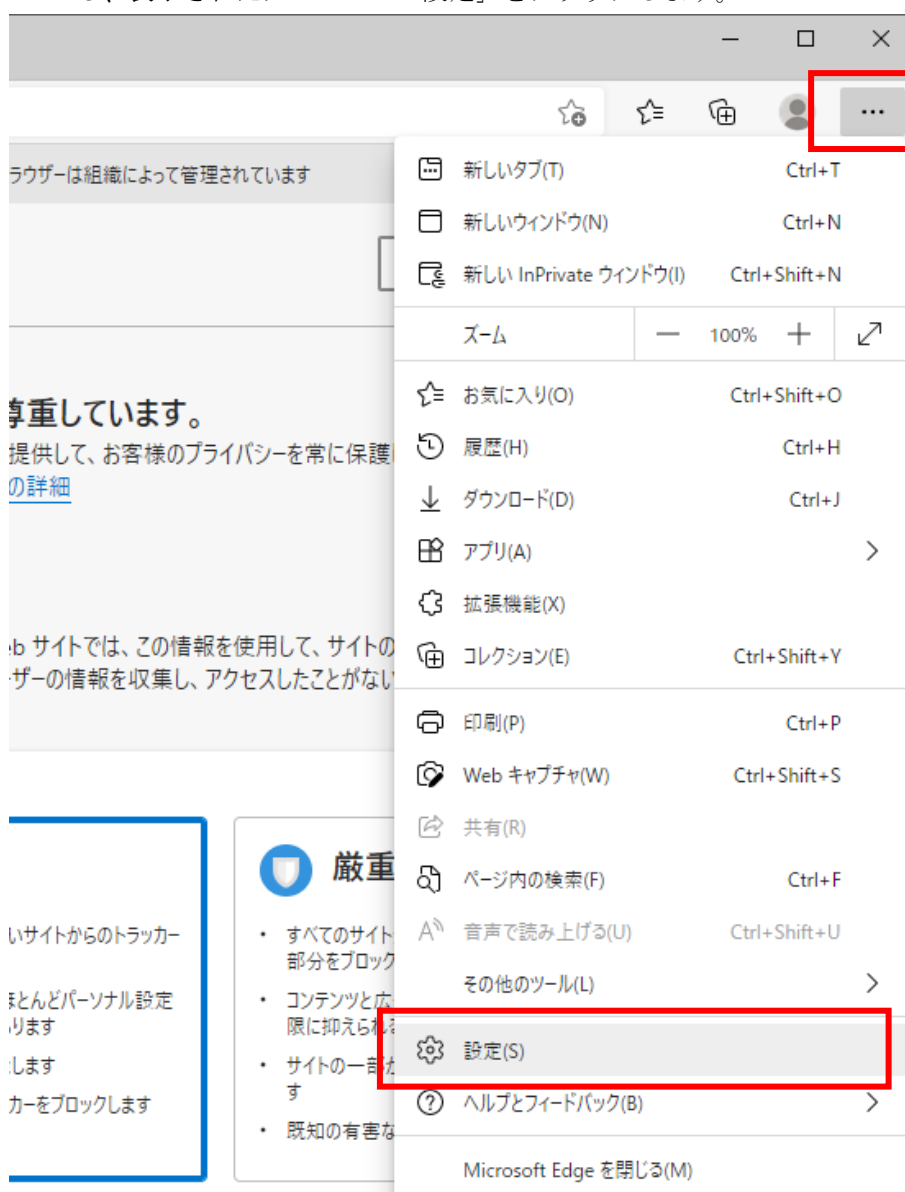 設定」をクリックします。
ラウザーは組織によって管理されています
尊重しています。
提供して、お客様のプライバシーを常に保護
の詳細
eb サイトでは、この情報を使用して、サイトの
ーザーの情報を収集し、アクセスしたことがない
いサイトからのトラッカー
ほとんどパーソナル設定
ります
します
カーをブロックします
厳重
・ すべてのサイト
部分をブロック
・ コンテンツと広
限に抑えられ
・ サイトの一部が
す
・ 既知の有害な
新しいタブ(T) Ctrl+T
新しいウィンドウ(N) Ctrl+N
新しい InPrivate ウィンドウ(I) Ctrl+Shift+N
ズーム — 100% +
お気に入り(O) Ctrl+Shift+O
履歴(H) Ctrl+H
ダウンロード(D) Ctrl+J
アプリ(A)
拡張機能(X)
コレクション(E) Ctrl+Shift+Y
印刷(P) Ctrl+P
Web キャプチャ(W) Ctrl+Shift+S
共有(R)
ページ内の検索(F) Ctrl+F
音声で読み上げる(U) Ctrl+Shift+U
その他のツール(L)
設定(S)
ヘルプとフィードバック(B)
Microsoft Edge を閉じる(M)